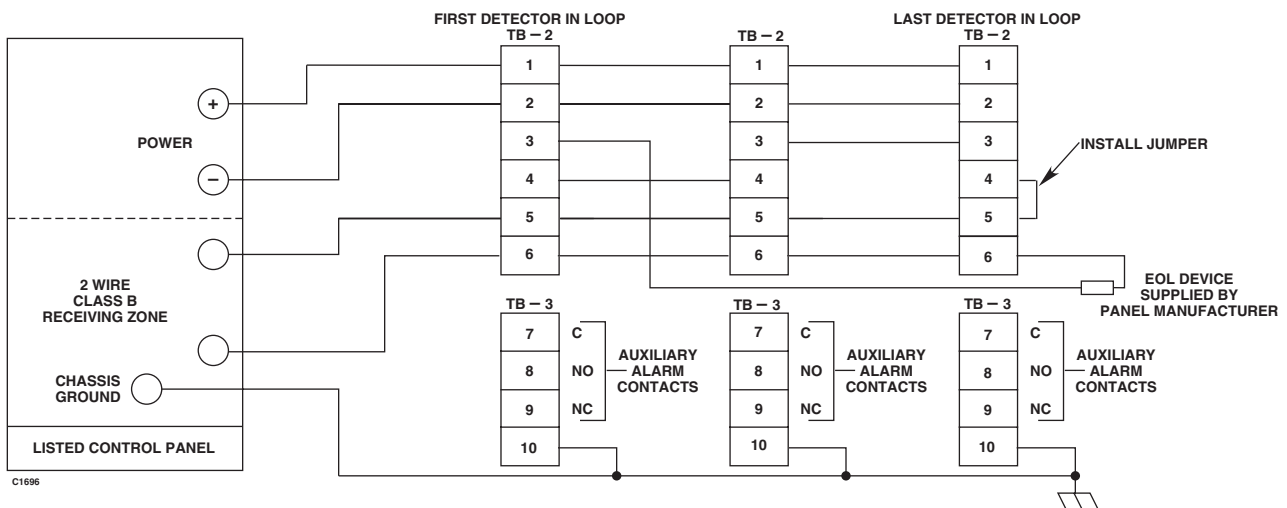 FIRST DETECTOR IN LOOP
TB – 2
TB – 2
LAST DETECTOR IN LOOP
TB – 2
1
2
3
4
5
6
1
2
3
4
5
6
1
2
3
4
5
6
+
POWER
–
2 WIRE
CLASS B
RECEIVING ZONE
CHASSIS
GROUND
LISTED CONTROL PANEL
INSTALL JUMPER
EOL DEVICE
SUPPLIED BY
PANEL MANUFACTURER
TB – 3
7 C
8 NO
9 NC
10
AUXILIARY
ALARM
CONTACTS
TB – 3
7 C
8 NO
9 NC
10
AUXILIARY
ALARM
CONTACTS
TB – 3
7 C
8 NO
9 NC
10
AUXILIARY
ALARM
CONTACTS
C1696